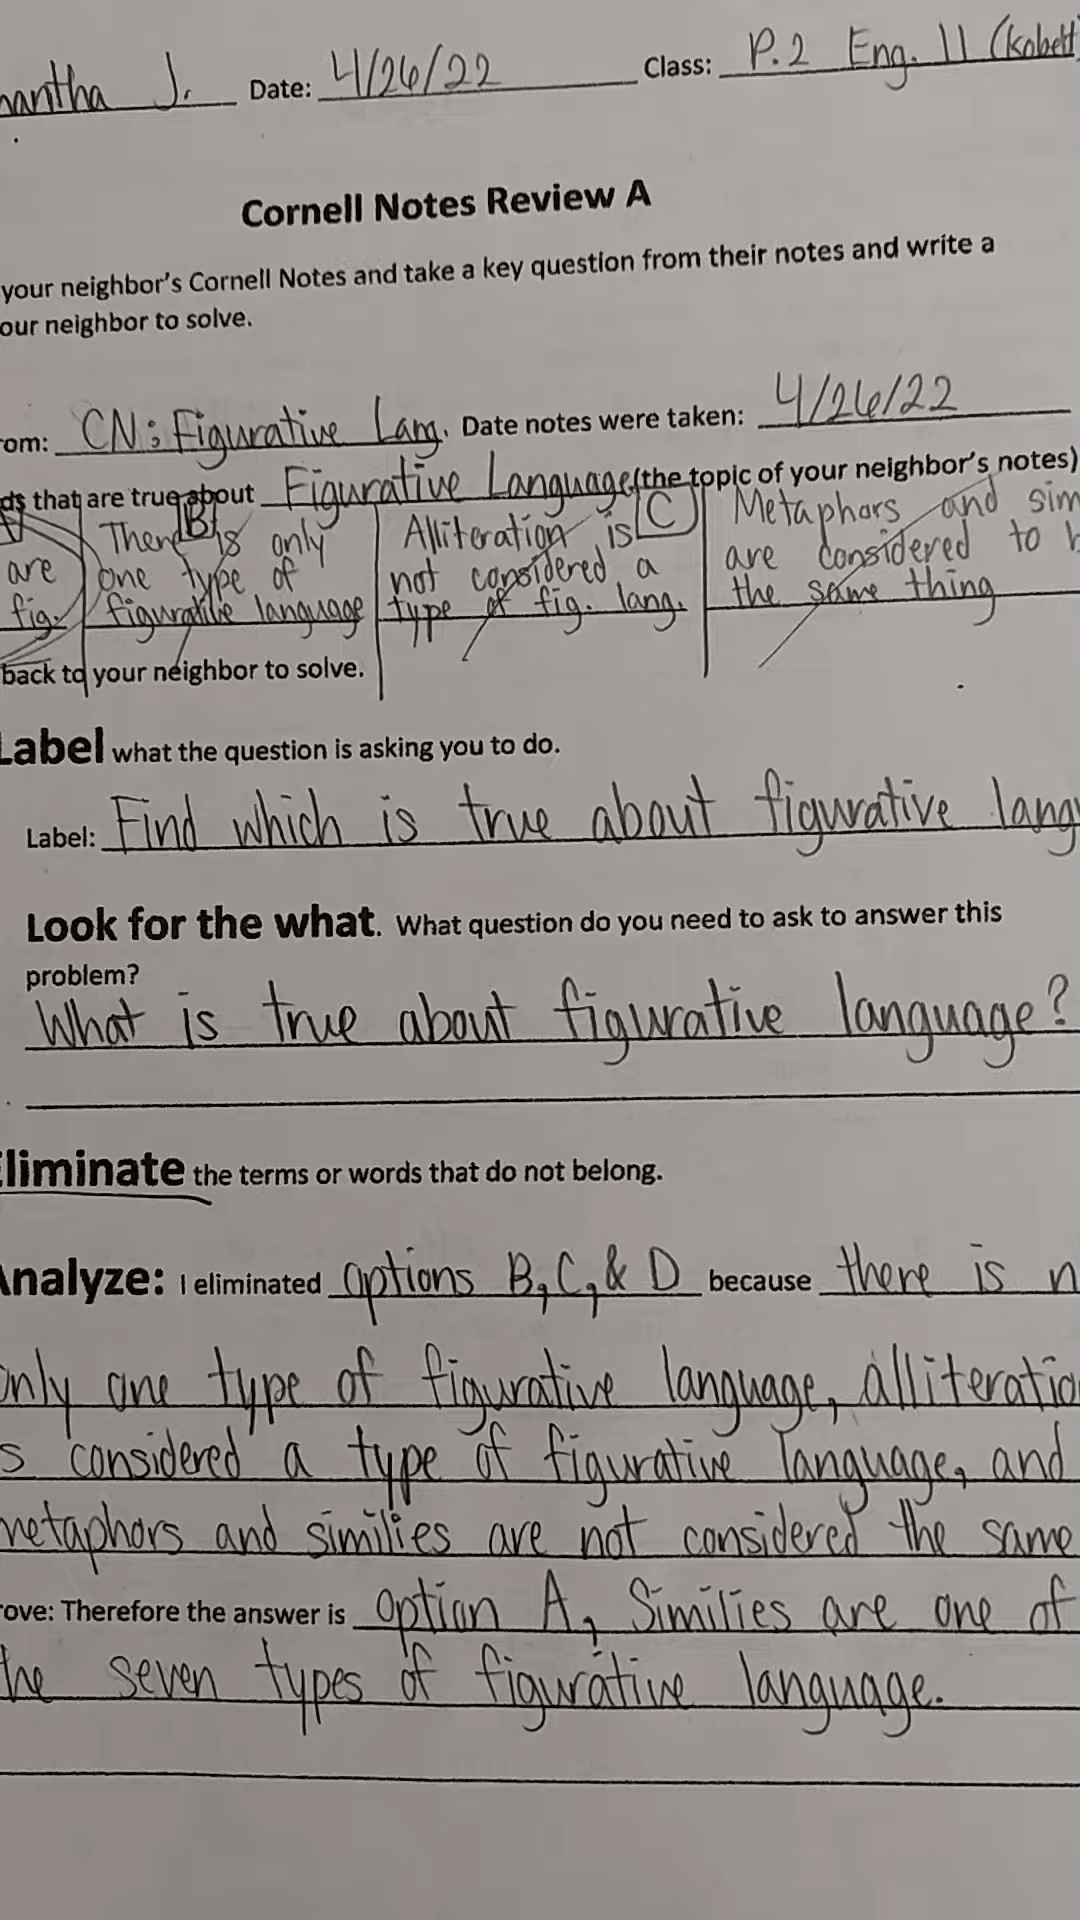 mantha J. Date: 4/26/22 Class: P.2 Eng. 11 (Kobett)
Cornell Notes Review A
your neighbor's Cornell Notes and take a key question from their notes and write a
our neighbor to solve.
rom: CN: Figurative Lang. Date notes were taken: 4/26/22
ds that are true about Figurative Language (the topic of your neighbor's notes)
B There is only Alliteration is C Metaphors and sim
are one type of not considered a are considered to b
fig. figurative language type of fig. lang. the same thing
back to your neighbor to solve.
Label what the question is asking you to do.
Label: Find which is true about figurative lang
Look for the what. What question do you need to ask to answer this
problem?
What is true about figurative language?
Eliminate the terms or words that do not belong.
Analyze: I eliminated options B, C, & D because there is n
only one type of figurative language, alliteratio
s considered a type of figurative language, and
metaphors and similies are not considered the same
rove: Therefore the answer is option A, Similies are one of
the seven types of figurative language.